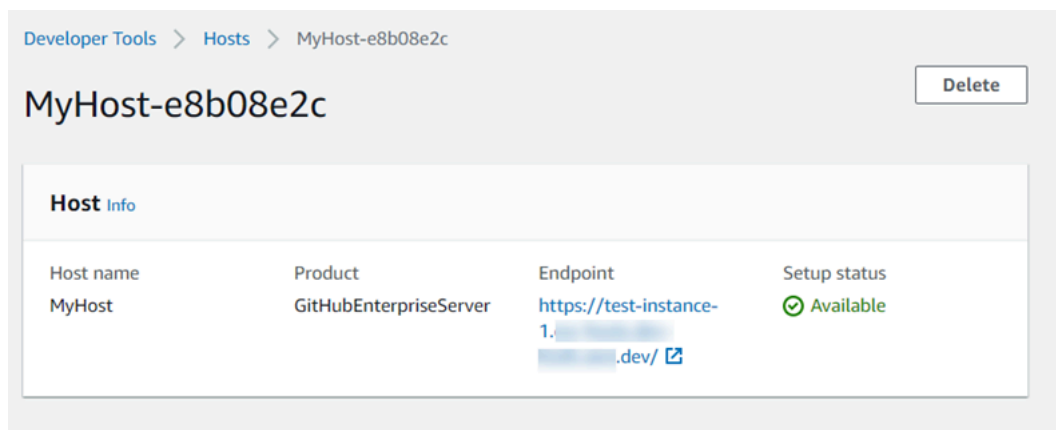 Developer Tools > Hosts > MyHost-e8b08e2c
MyHost-e8b08e2c
Delete
Host Info
Host name Product Endpoint Setup status
MyHost GitHubEnterpriseServer https://test-instance- Available
1.
.dev/